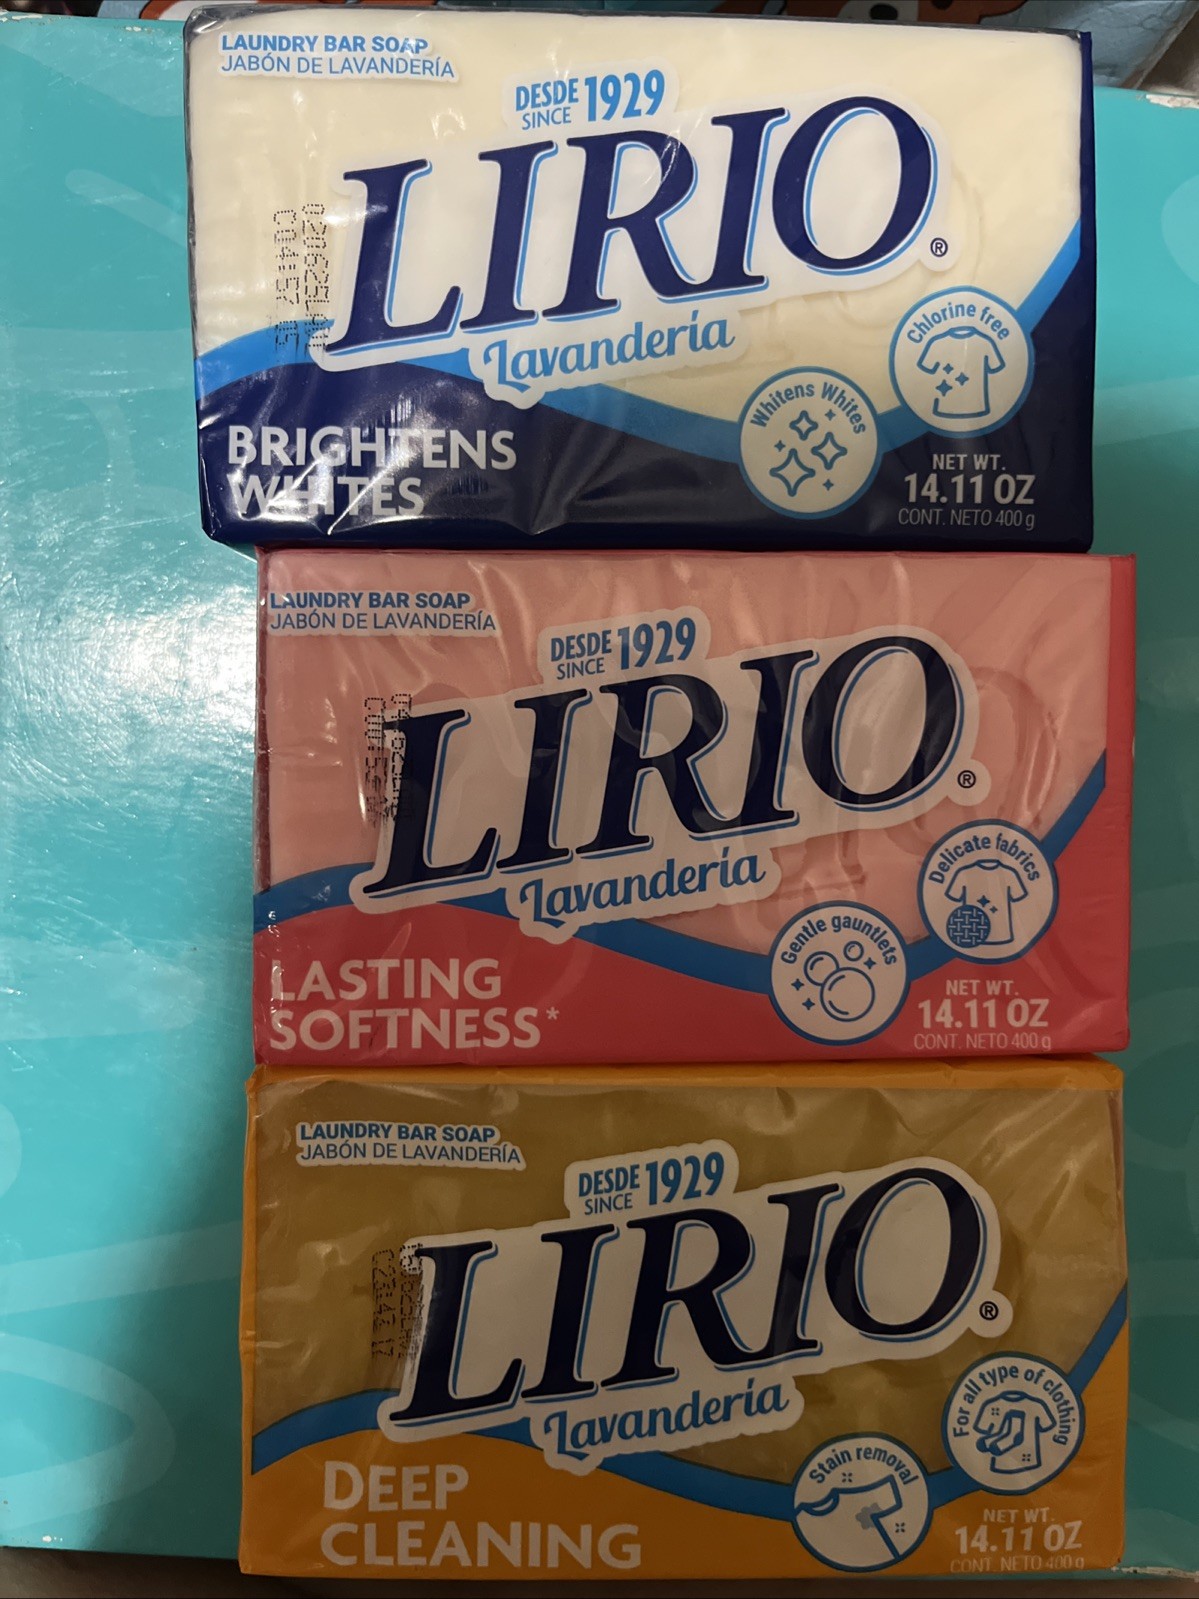 LAUNDRY BAR SOAP
JABÓN DE LAVANDERÍA
DESDE
SINCE 1929
LIRIO®
Lavandería
Chlorine free
Whitens Whites
BRIGHTENS
WHITES
NET WT.
14.11 OZ
CONT. NETO 400 g
LAUNDRY BAR SOAP
JABÓN DE LAVANDERÍA
DESDE
SINCE 1929
LIRIO®
Lavandería
Delicate fabrics
Gentle gauntlets
LASTING
SOFTNESS*
NET WT.
14.11 OZ
CONT. NETO 400 g
LAUNDRY BAR SOAP
JABÓN DE LAVANDERÍA
DESDE
SINCE 1929
LIRIO®
Lavandería
For all type of clothing
Stain removal
DEEP
CLEANING
NET WT.
14.11 OZ
CONT. NETO 400 g